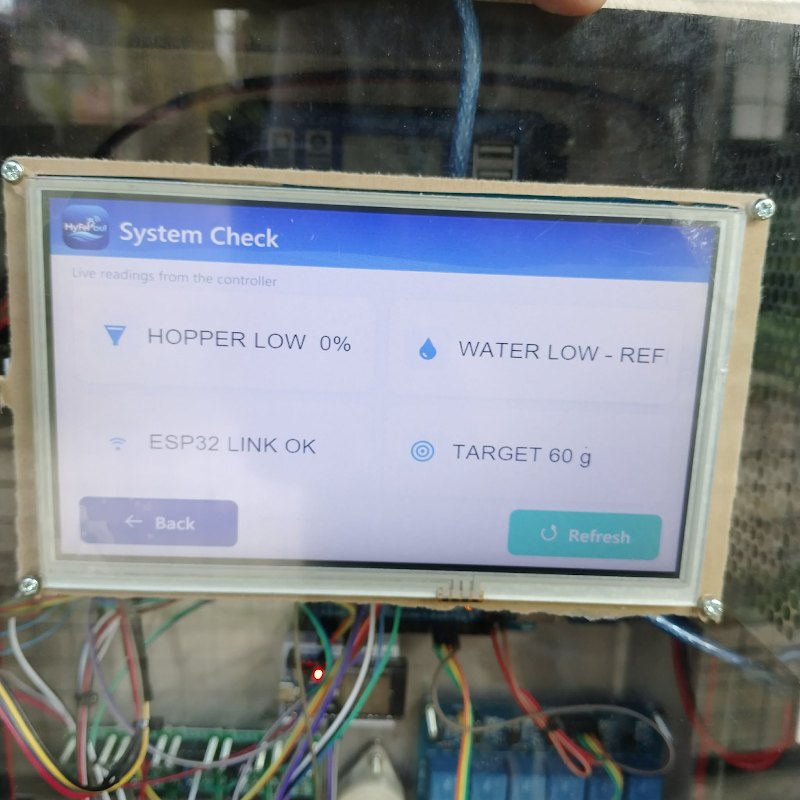 System Check
Live readings from the controller
HOPPER LOW 0%
WATER LOW - REF
ESP32 LINK OK
TARGET 60 g
Back
Refresh